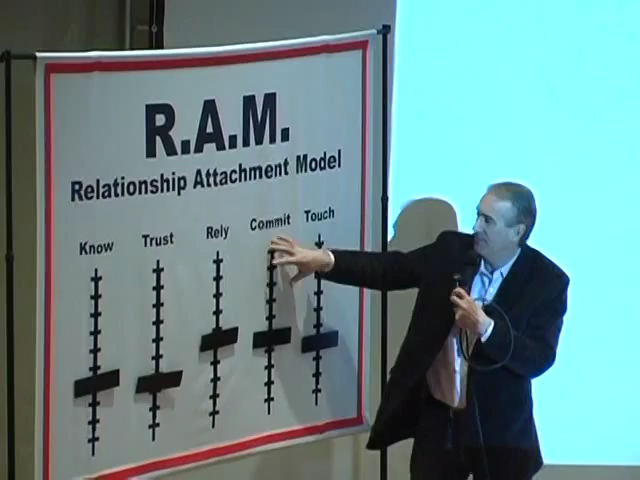 R.A.M.
Relationship Attachment Model
Know Trust Rely Commit Touch